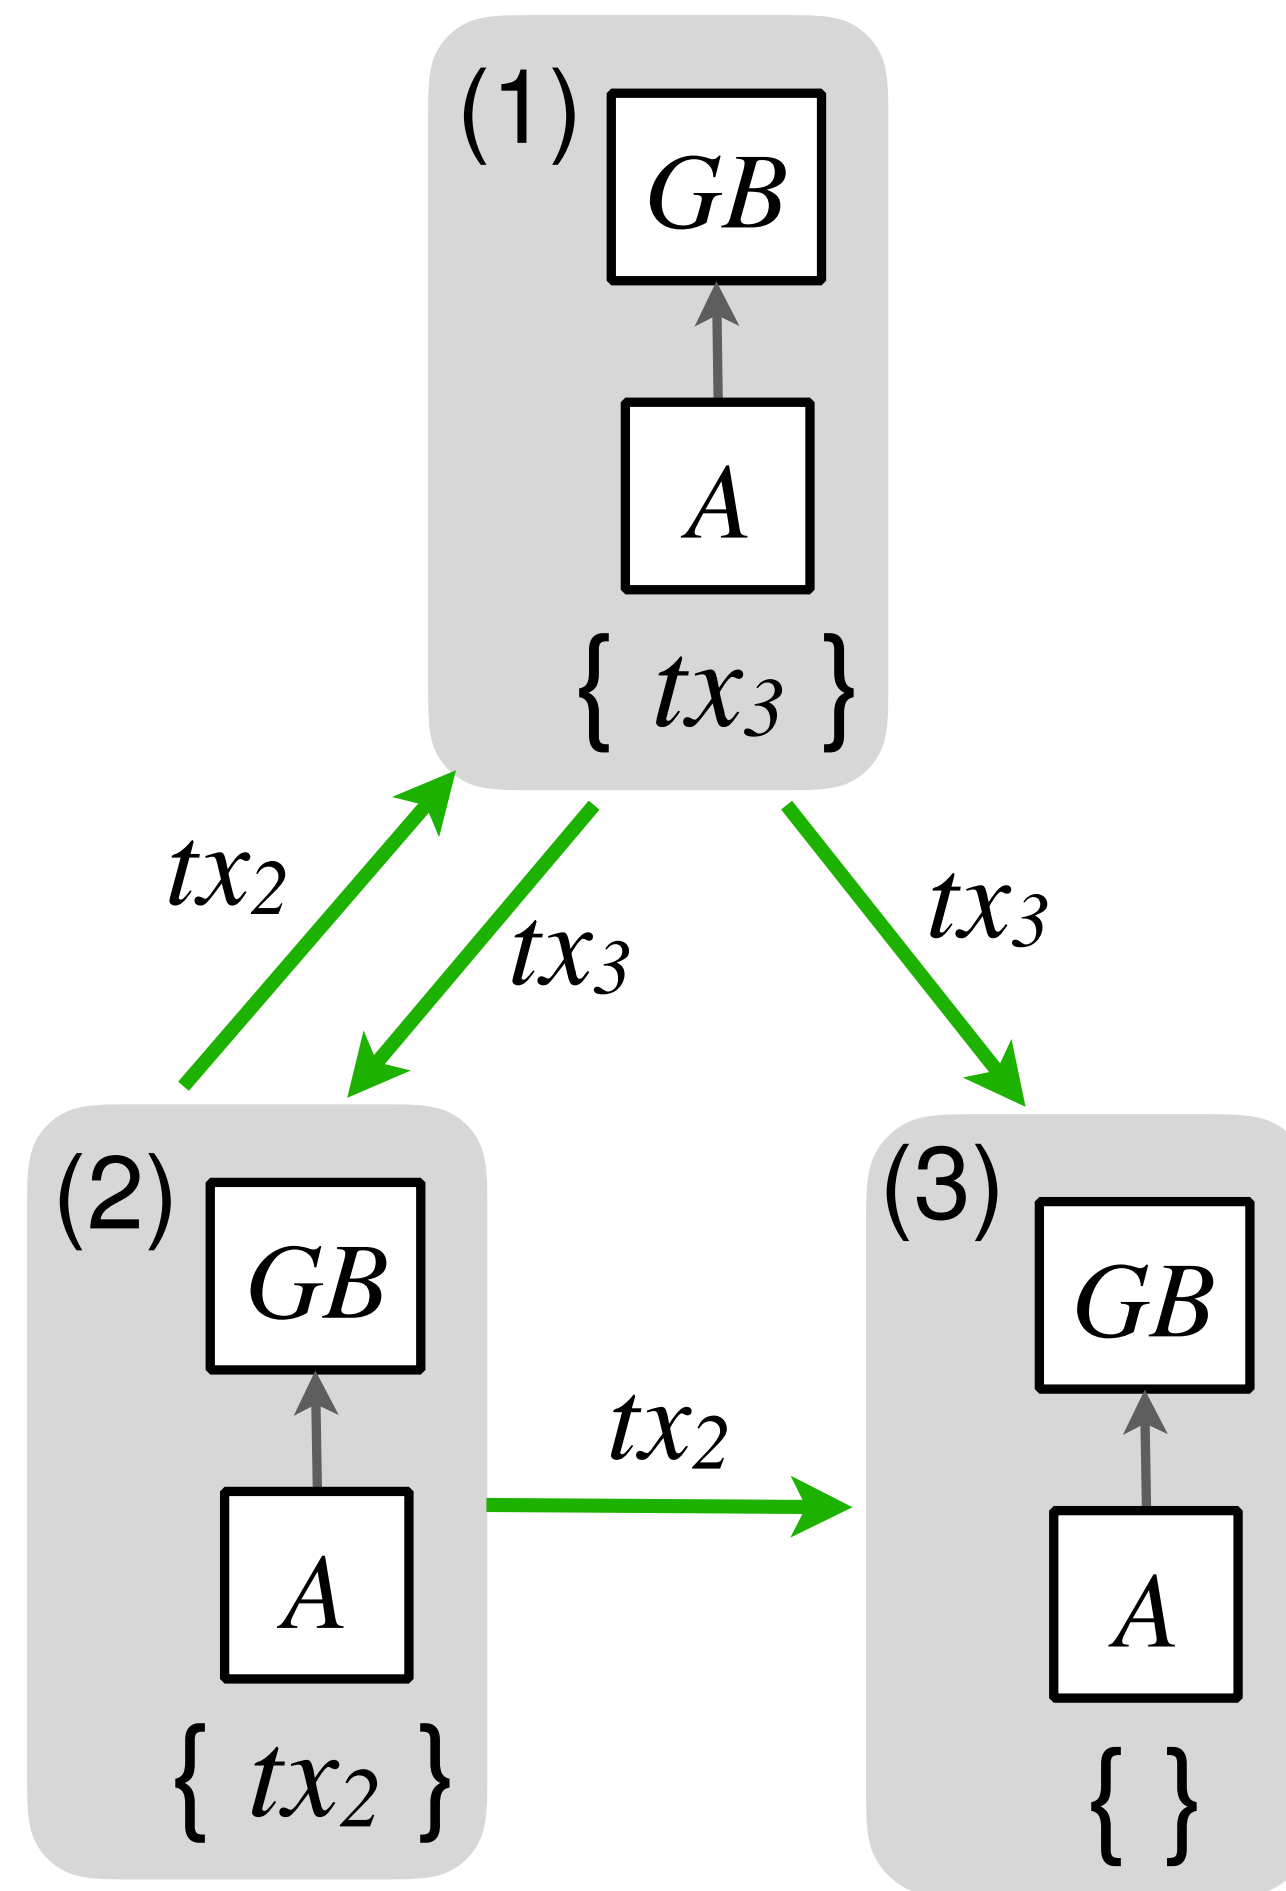 (1)
GB
A
{ tx₃ }
tx₂
tx₃
tx₃
(2)
GB
A
{ tx₂ }
tx₂
(3)
GB
A
{ }